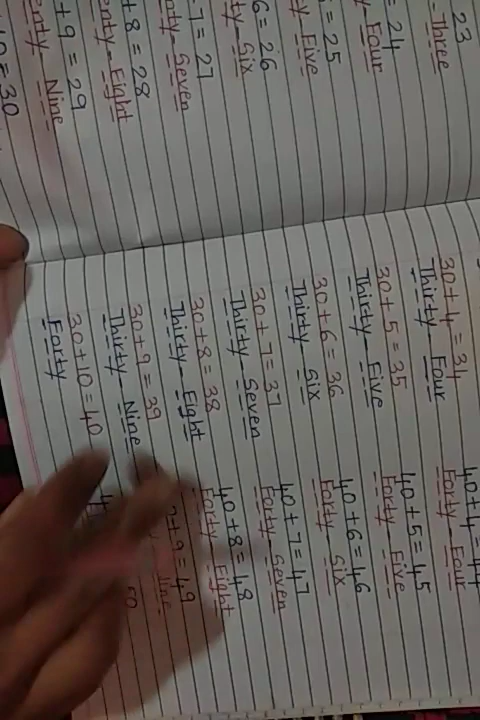 23
Three
= 24
Four
= 25
Five
6 = 26
Six
7 = 27
Seven
+ 8 = 28
Eight
+ 9 = 29
Nine
= 30
30 + 4 = 34
Thirty - Four
30 + 5 = 35
Thirty - Five
30 + 6 = 36
Thirty - Six
30 + 7 = 37
Thirty - Seven
30 + 8 = 38
Thirty - Eight
30 + 9 = 39
Thirty - Nine
30 + 10 = 40
Forty
40 + 4 = 44
Forty - Four
40 + 5 = 45
Forty - Five
40 + 6 = 46
Forty - Six
40 + 7 = 47
Forty - Seven
40 + 8 = 48
Forty - Eight
+ 9 = 49
Nine
50